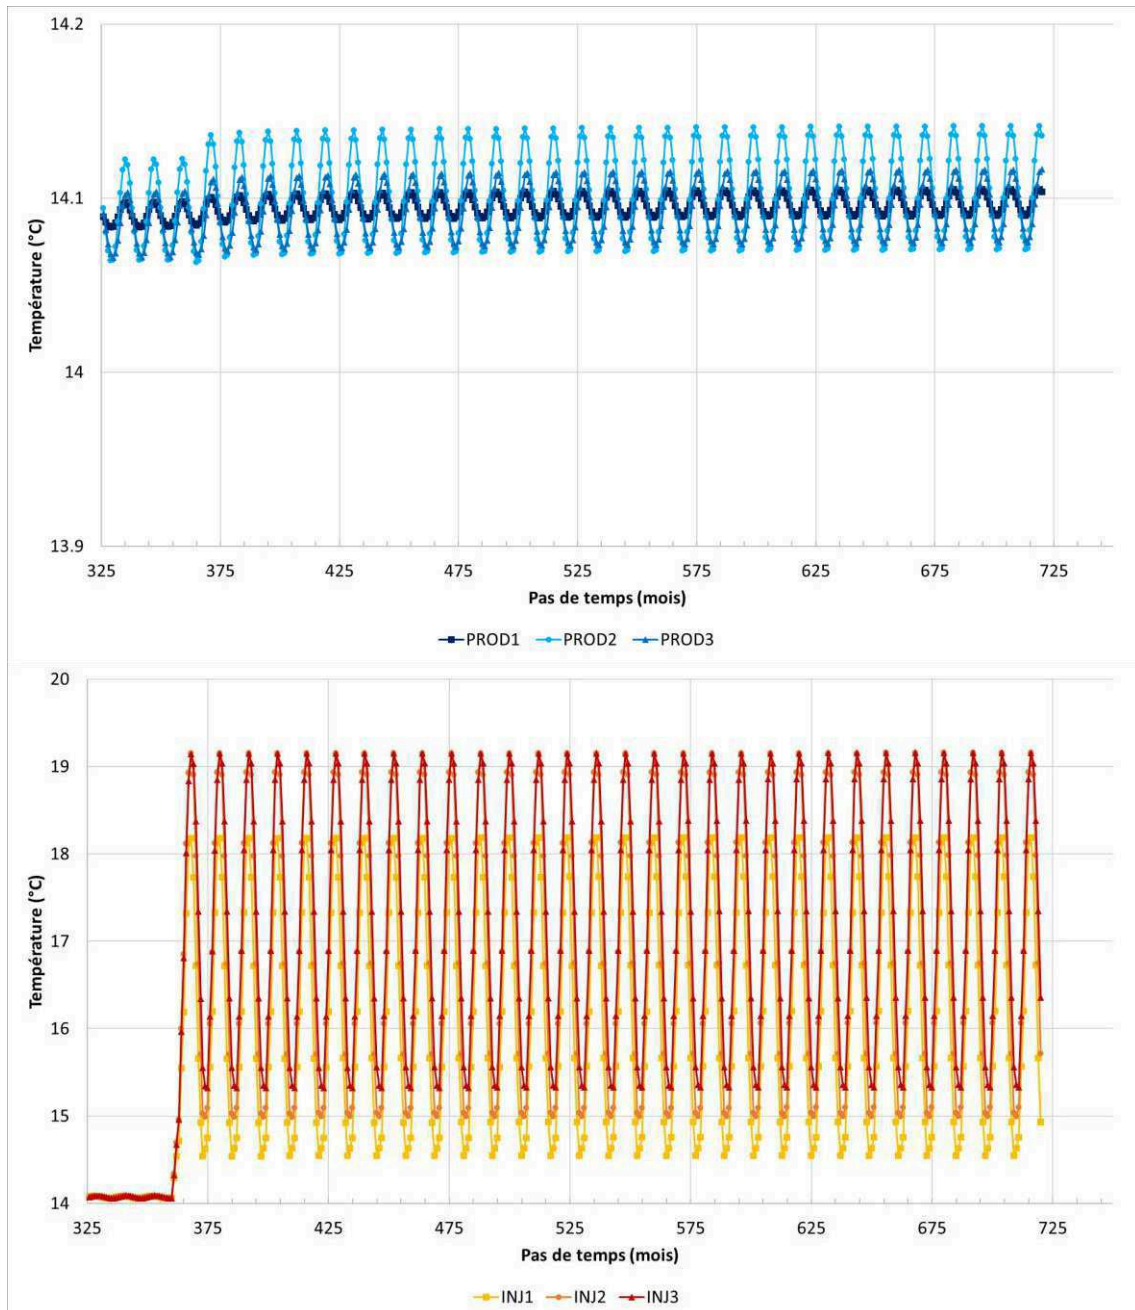 14.2
14.1
14
13.9
Température (°C)
325 375 425 475 525 575 625 675 725
Pas de temps (mois)
PROD1 PROD2 PROD3
20
19
18
17
16
15
14
Température (°C)
325 375 425 475 525 575 625 675 725
Pas de temps (mois)
INJ1 INJ2 INJ3